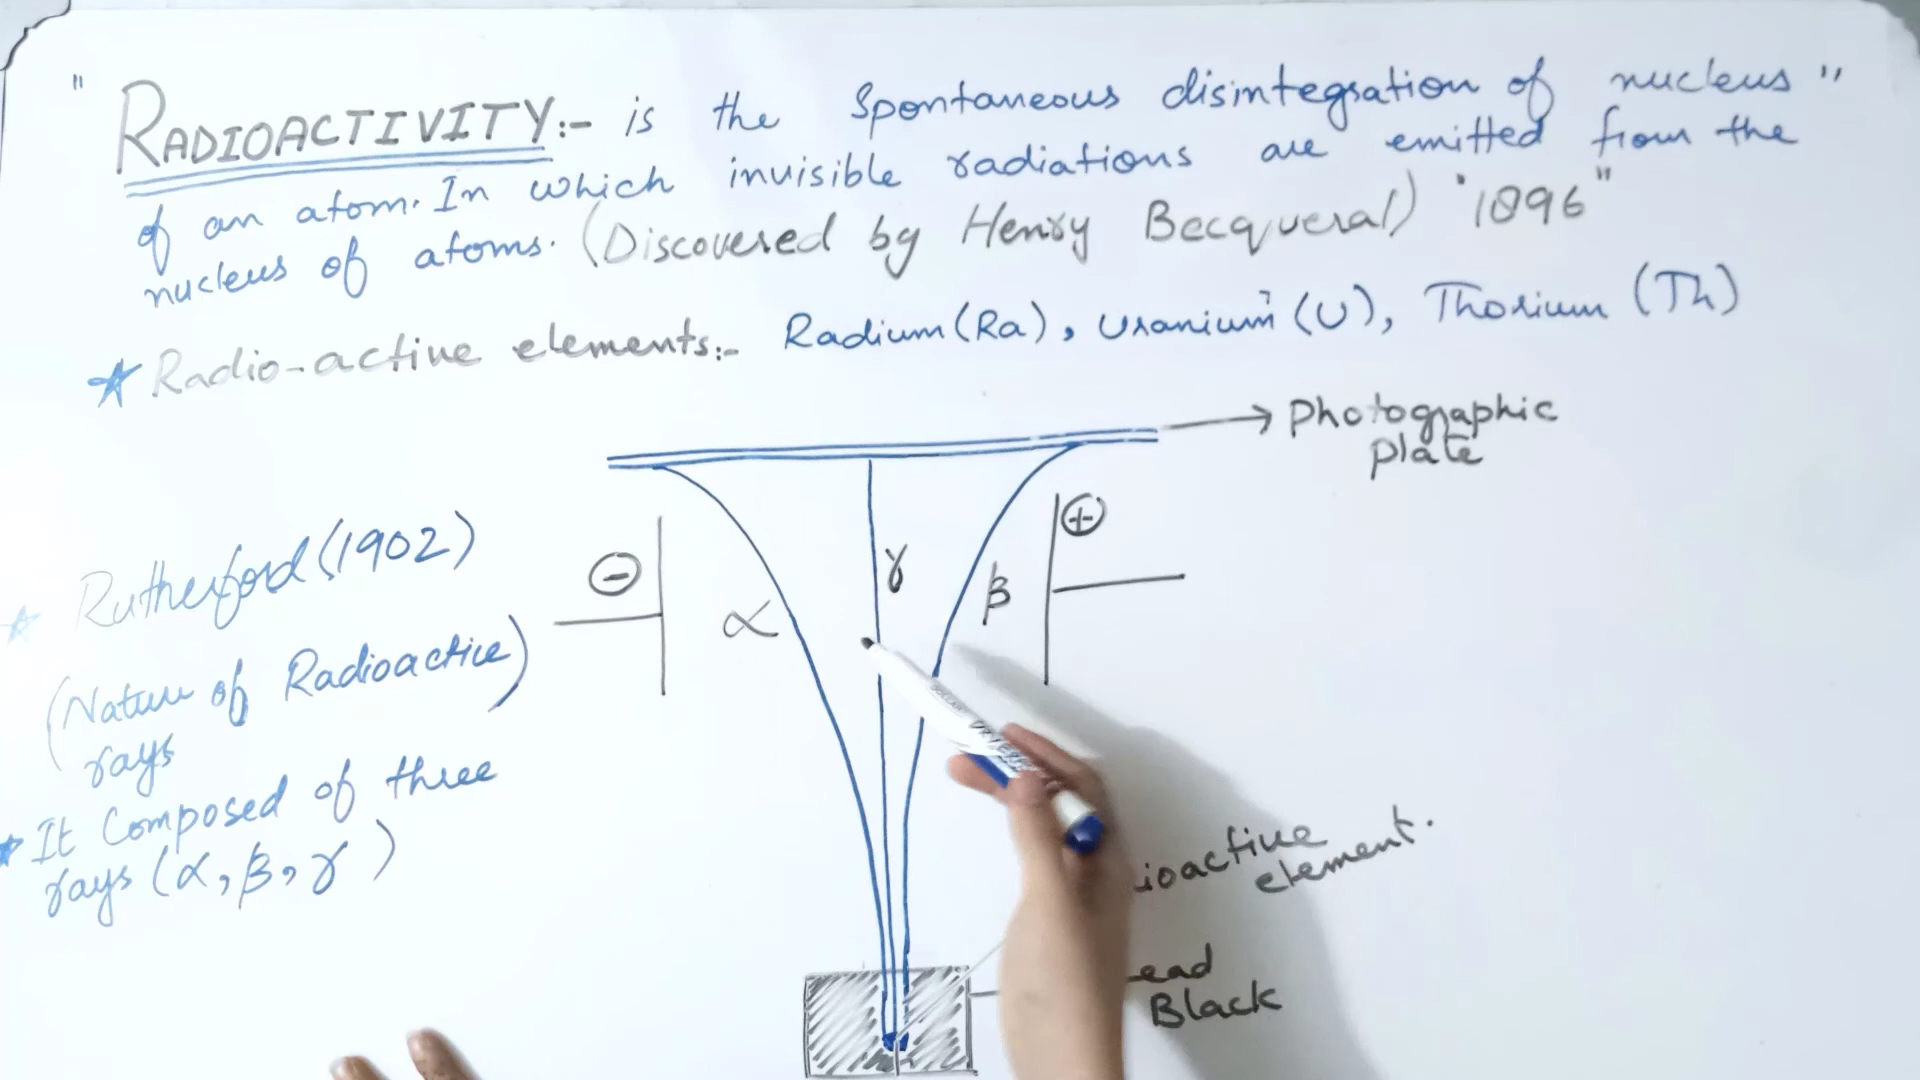 " RADIOACTIVITY:- is the Spontaneous disintegration of nucleus "
of an atom. In which invisible radiations are emitted from the
nucleus of atoms. (Discovered by Henry Becqueral) "1896"
* Radio-active elements:- Radium (Ra), Uranium (U), Thorium (Th)
Photographic
plate
* Rutherford (1902)
(Nature of Radioactive)
rays
* It Composed of three
rays (α, β, γ)
⊖
α
γ
β
⊕
ioactive
element.
ead
Black